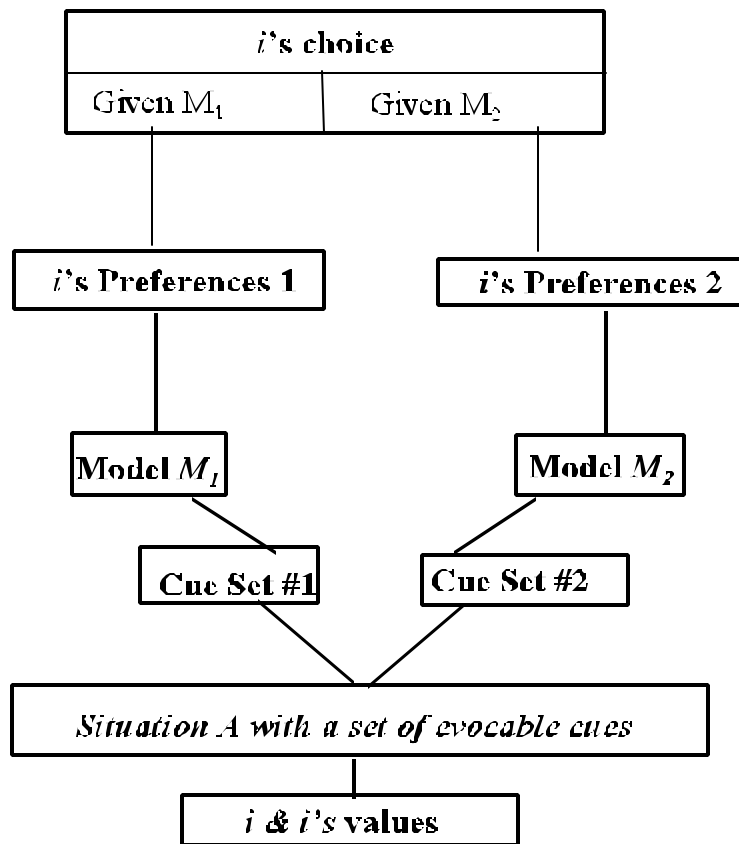 i's choice
Given M₁ Given M₂
i's Preferences 1
i's Preferences 2
Model M₁
Model M₂
Cue Set #1
Cue Set #2
Situation A with a set of evocable cues
i & i's values